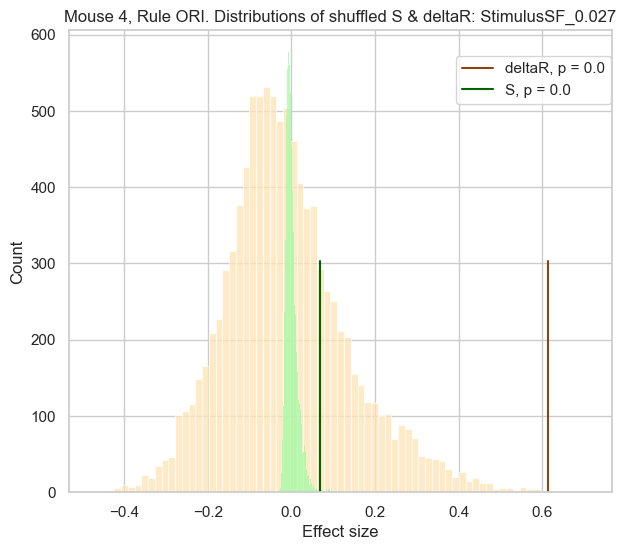 Mouse 4, Rule ORI. Distributions of shuffled S & deltaR: StimulusSF_0.027
600
500
400
300
200
100
0
Count
deltaR, p = 0.0
S, p = 0.0
−0.4 −0.2 0.0 0.2 0.4 0.6
Effect size